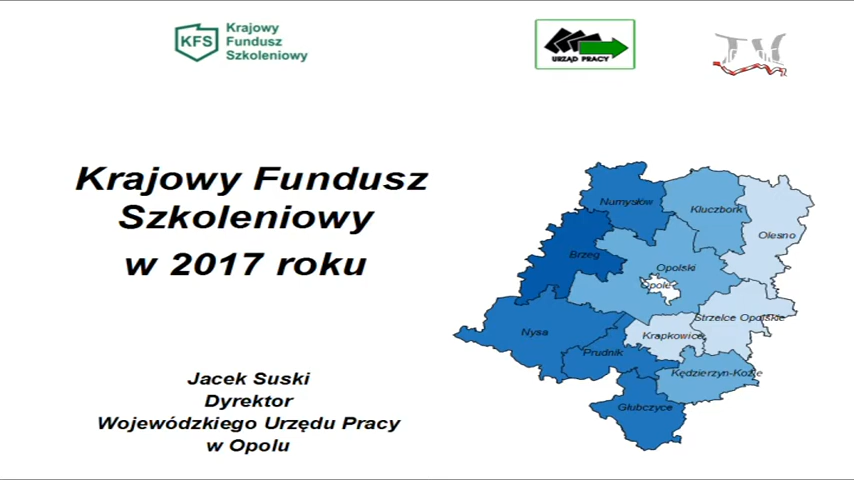 KFS
Krajowy
Fundusz
Szkoleniowy
URZĄD PRACY
Krajowy Fundusz
Szkoleniowy
w 2017 roku
Jacek Suski
Dyrektor
Wojewódzkiego Urzędu Pracy
w Opolu
Numysłów
Kluczbork
Olesno
Brzeg
Opolski
Opole
Strzelce Opolskie
Nysa
Krapkowice
Prudnik
Kędzierzyn-Koźle
Głubczyce